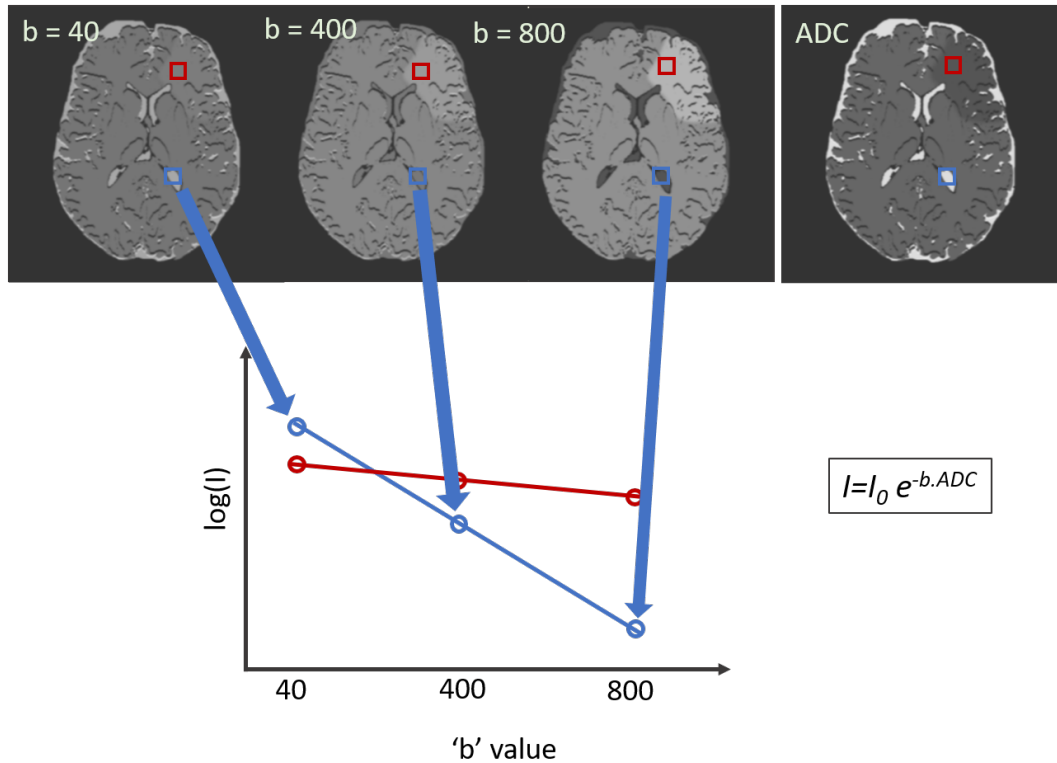 b = 40
b = 400
b = 800
ADC
log(I)
I=I₀ e⁻ᵇ·ᴬᴰᶜ
40
400
800
‘b’ value